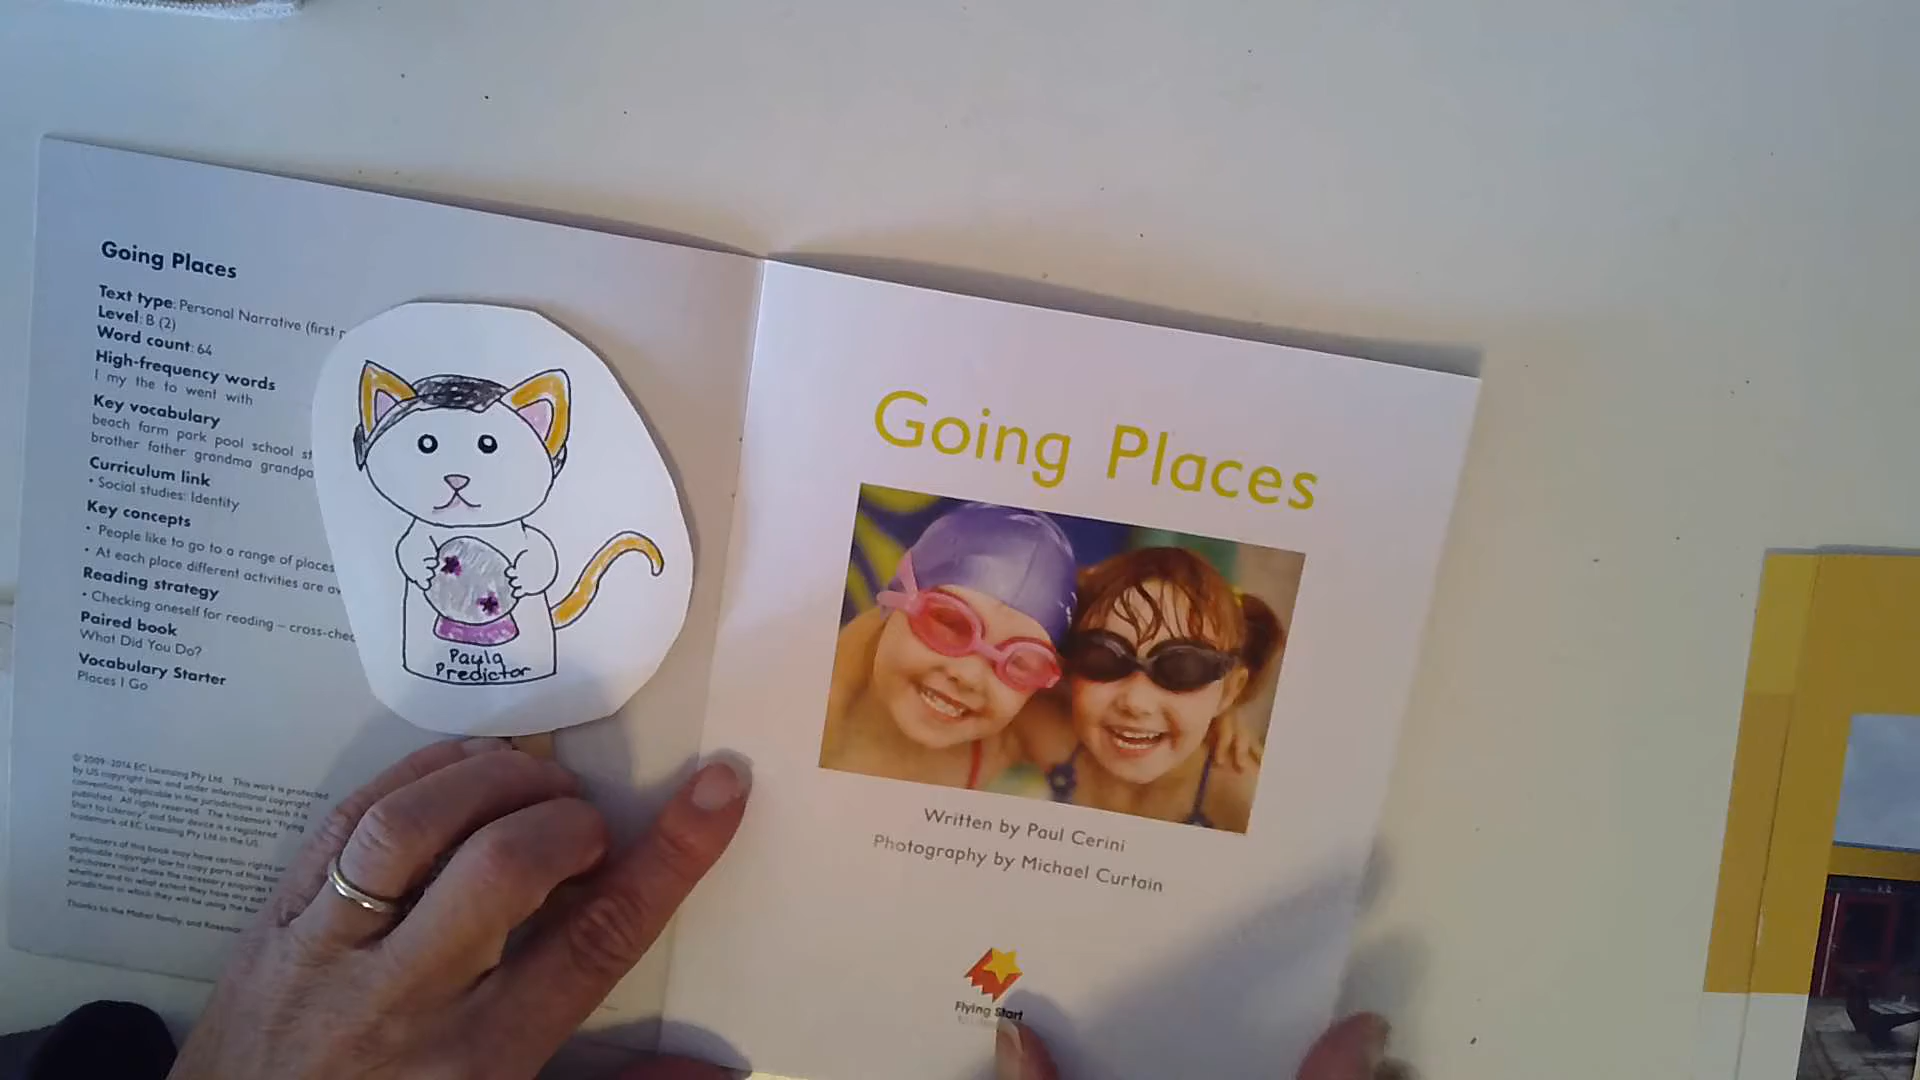 Going Places
Text type: Personal Narrative (first
Level: B (2)
Word count: 64
High-frequency words
I my the to went with
Key vocabulary
beach farm park pool school
brother father grandma grandpa
Curriculum link
• Social studies: Identity
Key concepts
• People like to go to a range of places
• At each place different activities are
Reading strategy
• Checking oneself for reading –
Paired book
What Did You Do?
Vocabulary Starter
Places I Go
© 2009–2014 EC Licensing Pty Ltd. This work is protected
by US copyright law, and under international copyright
conventions, applicable in the jurisdictions in which it is
published. All rights reserved. The trademark "Flying
Start to Literacy" and Star device is a registered
trademark of EC Licensing Pty Ltd in the US.
Purchasers of this book may have certain rights
applicable copyright law to copy parts of this
Purchasers must make the necessary enquiries
whether and to what extent they have any
jurisdiction in which they will be using the
Thanks to the Maher family, and
Paula
Predictor
Going Places
Written by Paul Cerini
Photography by Michael Curtain
Flying Start